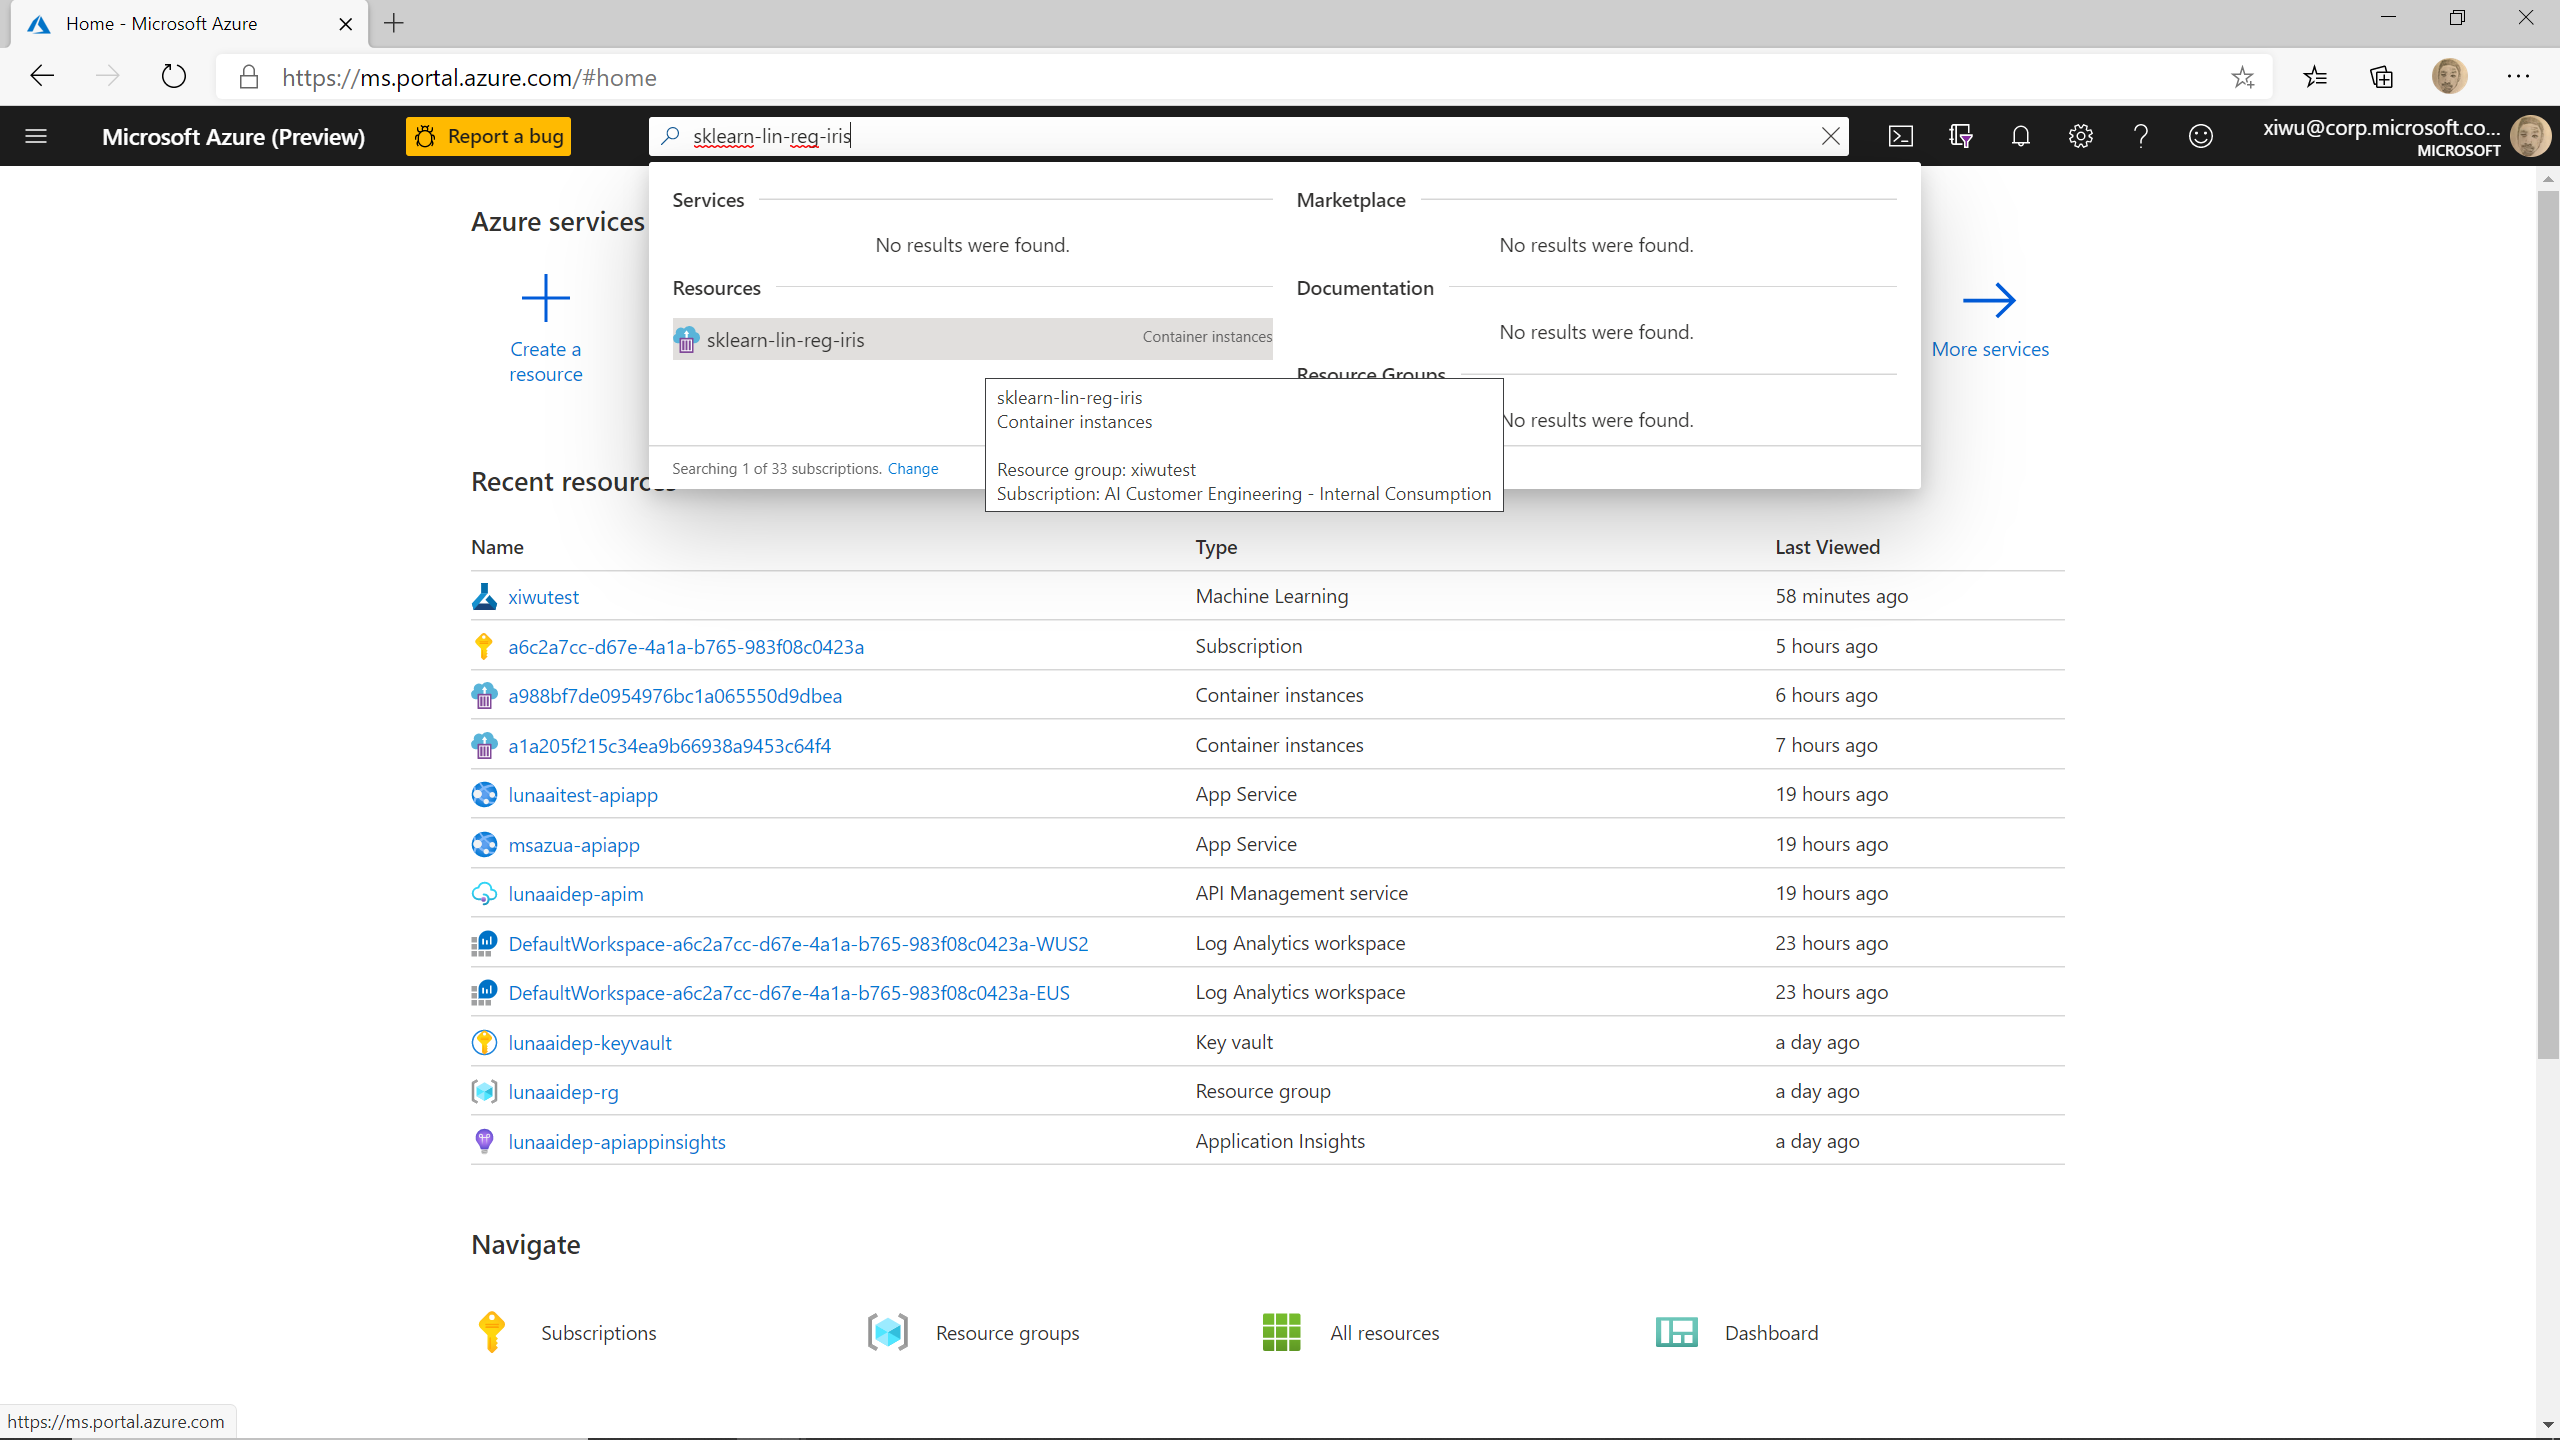 Home - Microsoft Azure
https://ms.portal.azure.com/#home
Microsoft Azure (Preview)
Report a bug
sklearn-lin-reg-iris
xiwu@corp.microsoft.co...
MICROSOFT
Services
No results were found.
Resources
sklearn-lin-reg-iris
Container instances
Marketplace
No results were found.
Documentation
No results were found.
Resource Groups
No results were found.
Searching 1 of 33 subscriptions. Change
sklearn-lin-reg-iris
Container instances
Resource group: xiwutest
Subscription: AI Customer Engineering - Internal Consumption
Azure services
Create a
resource
More services
Recent resources
Name Type Last Viewed
xiwutest Machine Learning 58 minutes ago
a6c2a7cc-d67e-4a1a-b765-983f08c0423a Subscription 5 hours ago
a988bf7de0954976bc1a065550d9dbea Container instances 6 hours ago
a1a205f215c34ea9b66938a9453c64f4 Container instances 7 hours ago
lunaaitest-apiapp App Service 19 hours ago
msazua-apiapp App Service 19 hours ago
lunaaidep-apim API Management service 19 hours ago
DefaultWorkspace-a6c2a7cc-d67e-4a1a-b765-983f08c0423a-WUS2 Log Analytics workspace 23 hours ago
DefaultWorkspace-a6c2a7cc-d67e-4a1a-b765-983f08c0423a-EUS Log Analytics workspace 23 hours ago
lunaaidep-keyvault Key vault a day ago
lunaaidep-rg Resource group a day ago
lunaaidep-apiappinsights Application Insights a day ago
Navigate
Subscriptions
Resource groups
All resources
Dashboard
https://ms.portal.azure.com